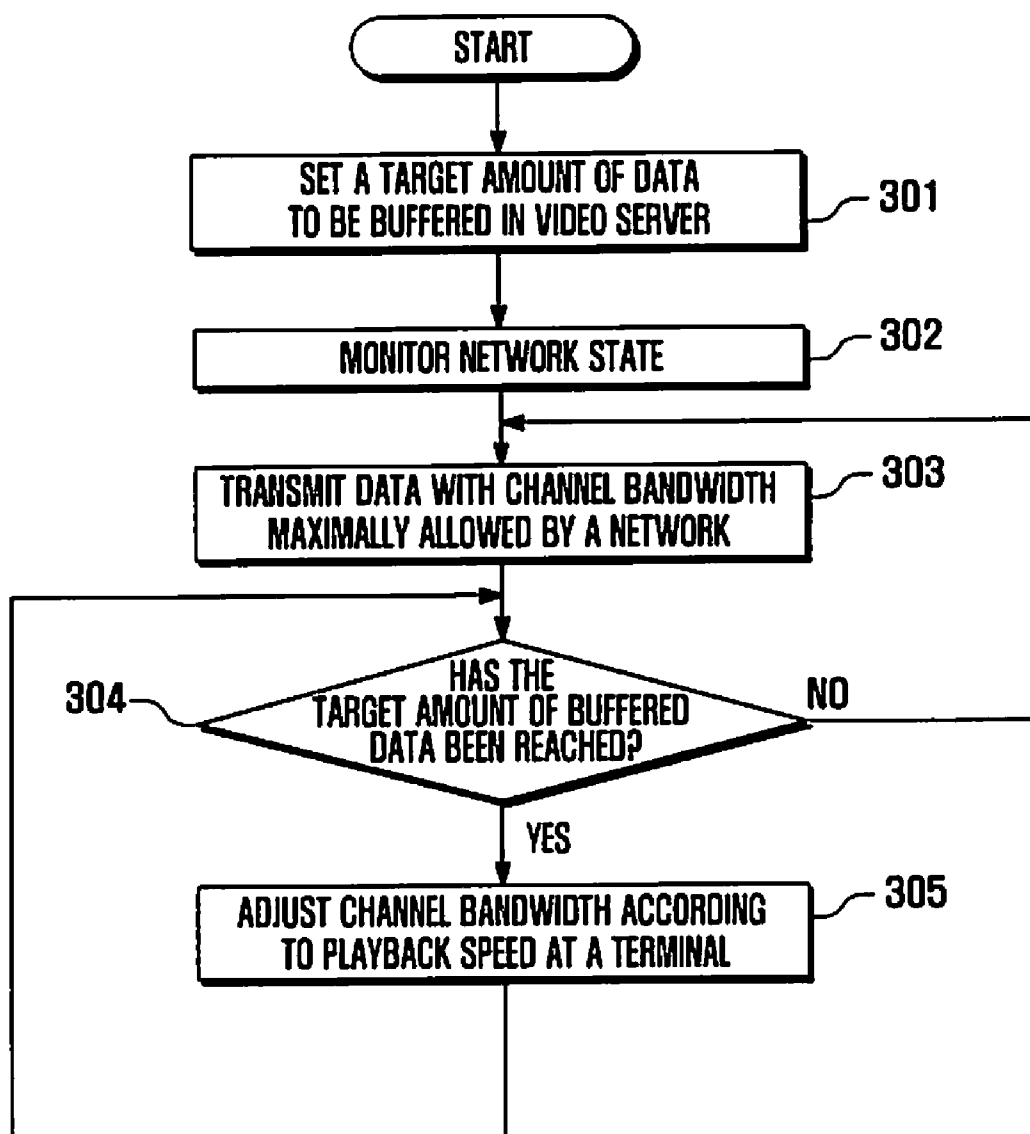 START
SET A TARGET AMOUNT OF DATA
TO BE BUFFERED IN VIDEO SERVER
301
MONITOR NETWORK STATE
302
TRANSMIT DATA WITH CHANNEL BANDWIDTH
MAXIMALLY ALLOWED BY A NETWORK
303
304
HAS THE
TARGET AMOUNT OF BUFFERED
DATA BEEN REACHED?
NO
YES
ADJUST CHANNEL BANDWIDTH ACCORDING
TO PLAYBACK SPEED AT A TERMINAL
305